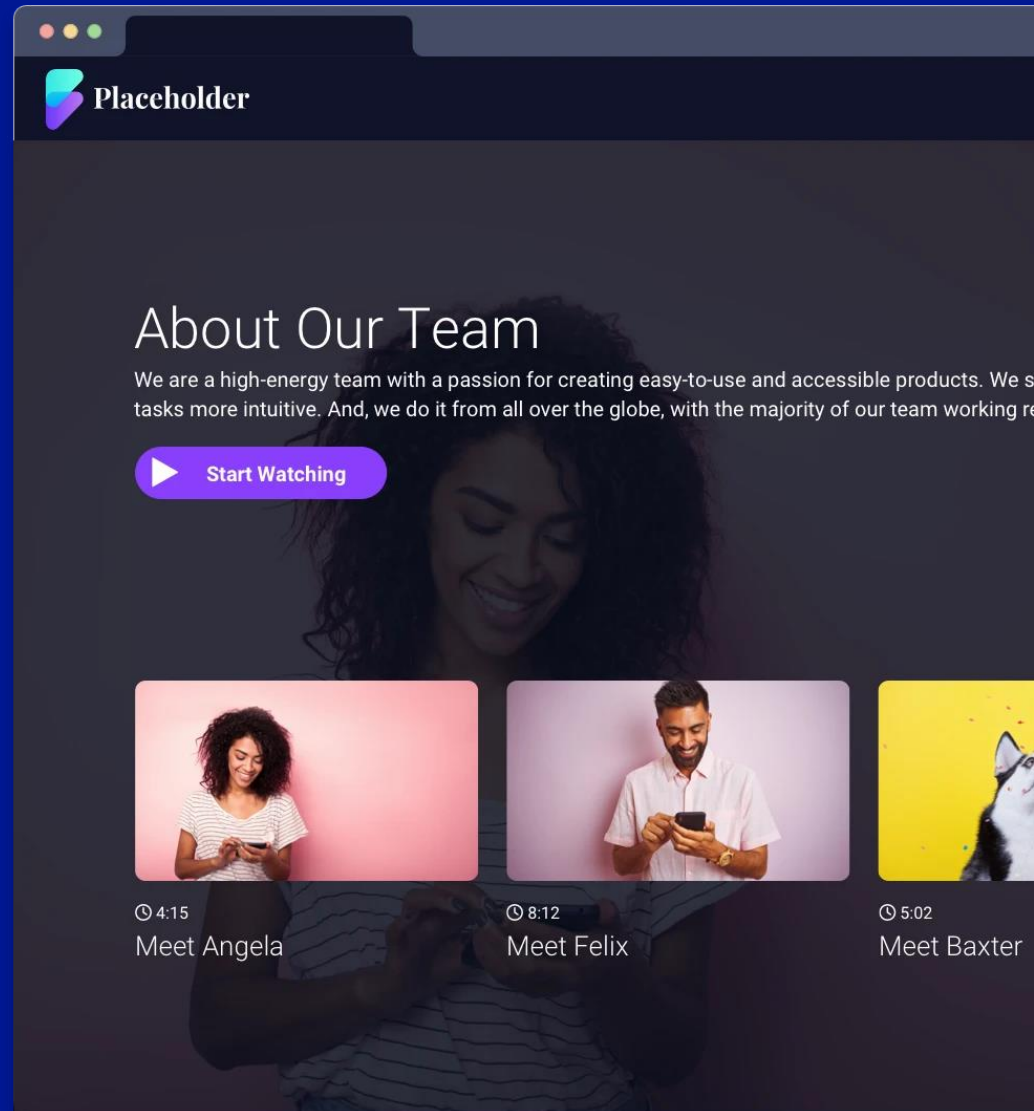 Placeholder
About Our Team
We are a high-energy team with a passion for creating easy-to-use and accessible products. We s
tasks more intuitive. And, we do it from all over the globe, with the majority of our team working re
Start Watching
4:15
Meet Angela
8:12
Meet Felix
5:02
Meet Baxter